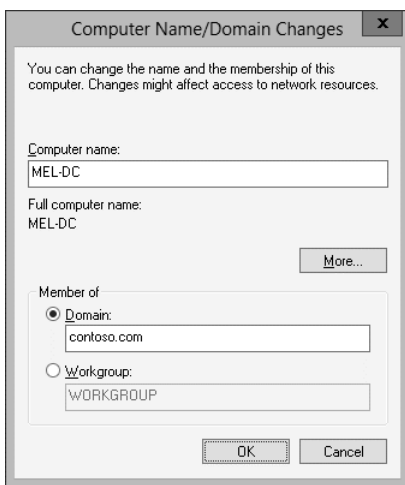 Computer Name/Domain Changes
x
You can change the name and the membership of this
computer. Changes might affect access to network resources.
Computer name:
MEL-DC
Full computer name:
MEL-DC
More...
Member of
Domain:
contoso.com
Workgroup:
WORKGROUP
OK
Cancel